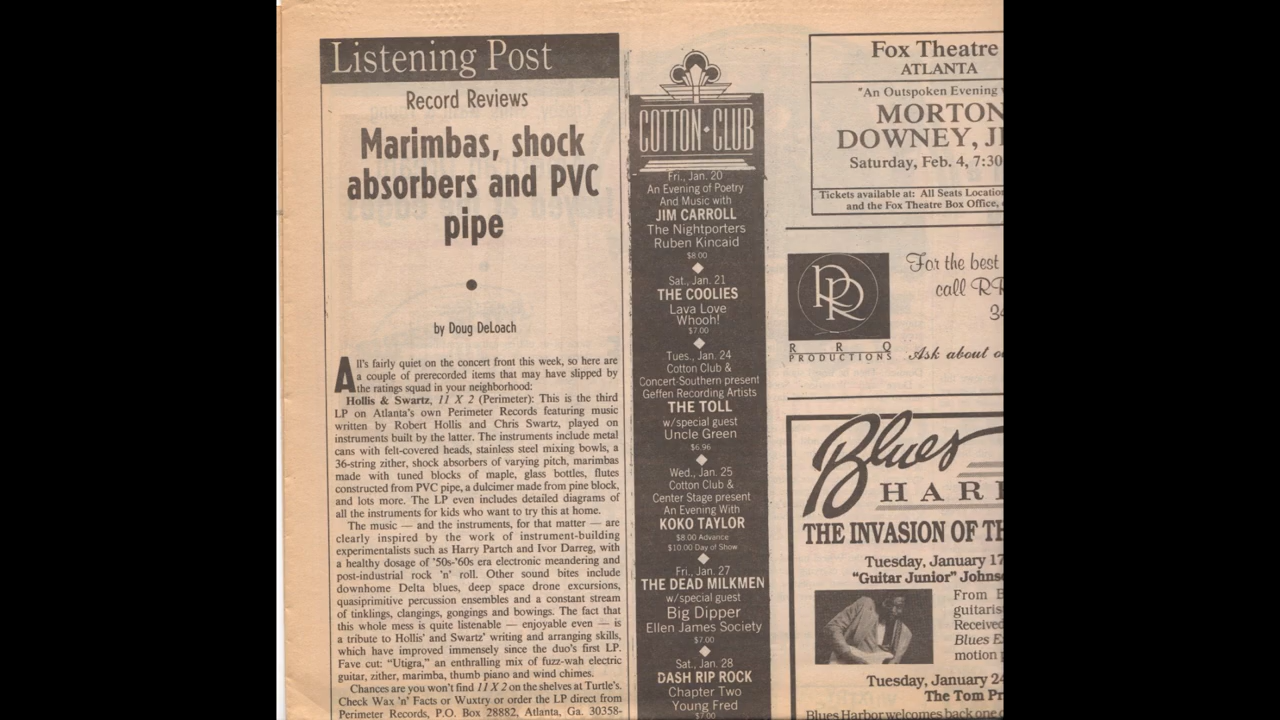 Listening Post
Record Reviews
Marimbas, shock
absorbers and PVC
pipe
by Doug DeLoach
All's fairly quiet on the concert front this week, so here are
a couple of prerecorded items that may have slipped by
the ratings squad in your neighborhood:
Hollis & Swartz, 11 X 2 (Perimeter): This is the third
LP on Atlanta's own Perimeter Records featuring music
written by Robert Hollis and Chris Swartz, played on
instruments built by the latter. The instruments include metal
cans with felt-covered heads, stainless steel mixing bowls, a
36-string zither, shock absorbers of varying pitch, marimbas
made with tuned blocks of maple, glass bottles, flutes
constructed from PVC pipe, a dulcimer made from pine block,
and lots more. The LP even includes detailed diagrams of
all the instruments for kids who want to try this at home.
The music — and the instruments, for that matter — are
clearly inspired by the work of instrument-building
experimentalists such as Harry Partch and Ivor Darreg, with
a healthy dosage of '50s-'60s era electronic meandering and
post-industrial rock 'n' roll. Other sound bites include
downhome Delta blues, deep space drone excursions,
quasiprimitive percussion ensembles and a constant stream
of tinklings, clangings, gongings and bowings. The fact that
this whole mess is quite listenable — enjoyable even — is
a tribute to Hollis' and Swartz' writing and arranging skills,
which have improved immensely since the duo's first LP.
Fave cut: "Utigra," an enthralling mix of fuzz-wah electric
guitar, zither, marimba, thumb piano and wind chimes.
Chances are you won't find 11 X 2 on the shelves at Turtle's.
Check Wax 'n' Facts or Wuxtry or order the LP direct from
Perimeter Records, P.O. Box 28882, Atlanta, Ga. 30358-
COTTON CLUB
Fri., Jan. 20
An Evening of Poetry
And Music with
JIM CARROLL
The Nightporters
Ruben Kincaid
$8.00
Sat., Jan. 21
THE COOLIES
Lava Love
Whooh!
$7.00
Tues., Jan. 24
Cotton Club &
Concert-Southern present
Geffen Recording Artists
THE TOLL
w/special guest
Uncle Green
$6.96
Wed., Jan. 25
Cotton Club &
Center Stage present
An Evening With
KOKO TAYLOR
$8.00 Advance
$10.00 Day of Show
Fri., Jan. 27
THE DEAD MILKMEN
w/special guest
Big Dipper
Ellen James Society
$7.00
Sat., Jan. 28
DASH RIP ROCK
Chapter Two
Young Fred
$7.00
Fox Theatre
ATLANTA
"An Outspoken Evening
MORTON
DOWNEY, J
Saturday, Feb. 4, 7:30
Tickets available at: All Seats Locatio
and the Fox Theatre Box Office,
RRQ
R R Q
PRODUCTIONS
For the best
call RR
34
Ask about o
Blues
HAR
THE INVASION OF TH
Tuesday, January 17
"Guitar Junior" Johns
From B
guitaris
Received
Blues E
motion p
Tuesday, January 24
The Tom Pr
Blues Harbor welcomes back one o